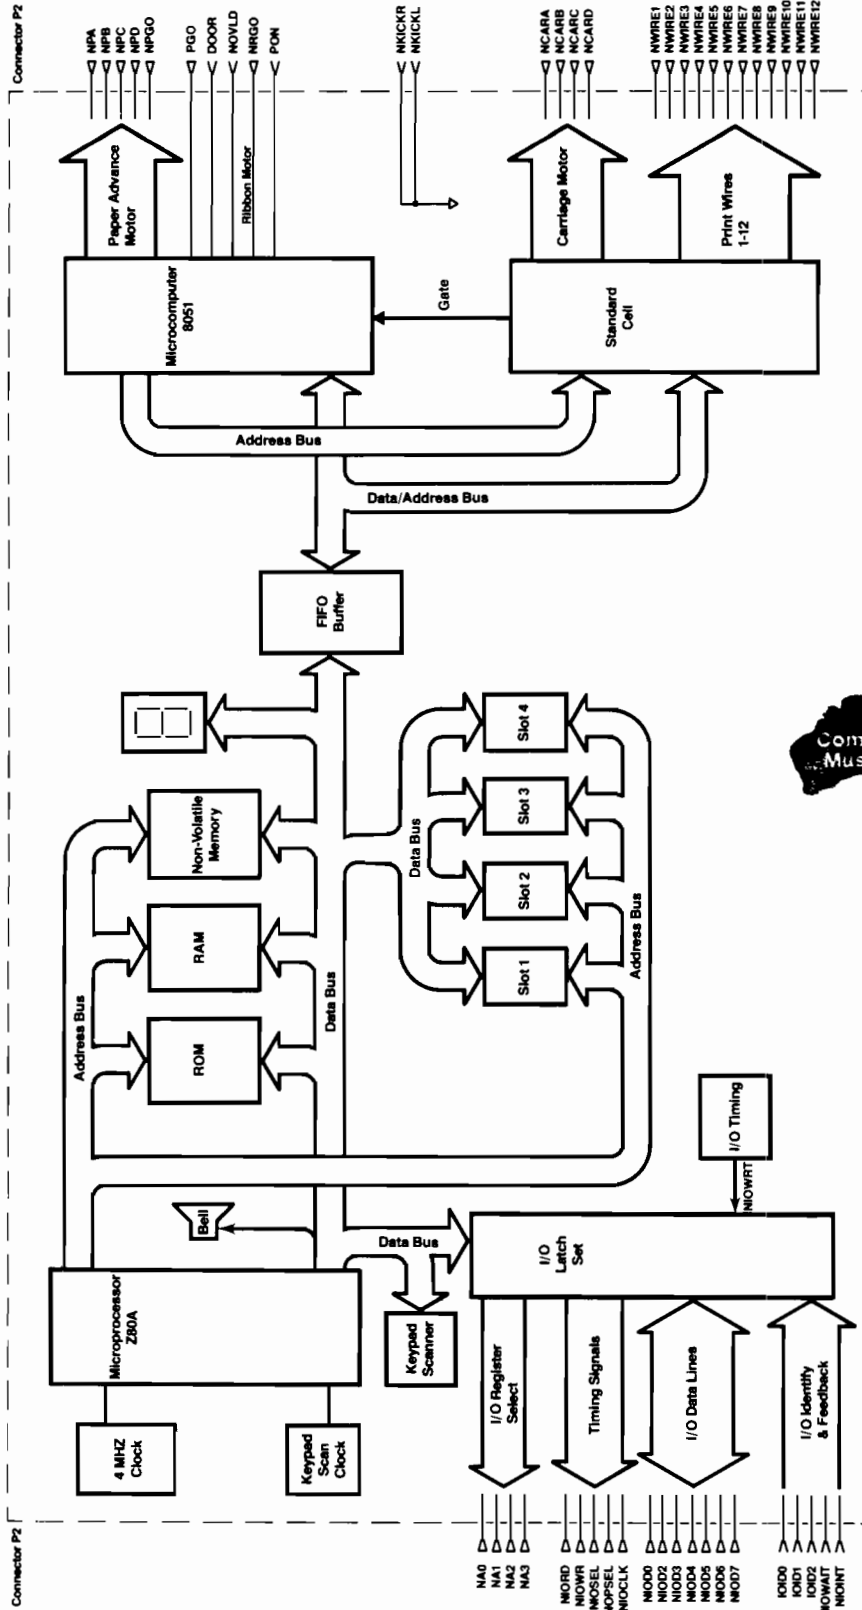 Connector P2
Connector P2
4 MHZ
Clock
Keypad
Scan
Clock
Microprocessor
Z80A
Bell
Address Bus
ROM
RAM
Non-Volatile
Memory
Data Bus
Keypad
Scanner
Data Bus
Data Bus
Slot 1
Slot 2
Slot 3
Slot 4
Address Bus
FIFO
Buffer
Address Bus
Data/Address Bus
Microcomputer
8051
Gate
Standard
Cell
Paper Advance
Motor
NPA
NPB
NPC
NPD
NPGO
PGO
DOOR
NOVLD
Ribbon Motor
NRGO
PON
NKICKR
NKICKL
Carriage Motor
NCARA
NCARB
NCARC
NCARD
Print Wires
1-12
NWIRE1
NWIRE2
NWIRE3
NWIRE4
NWIRE5
NWIRE6
NWIRE7
NWIRE8
NWIRE9
NWIRE10
NWIRE11
NWIRE12
NA0
NA1
NA2
NA3
I/O Register
Select
NIORD
NIOWR
NIOSEL
NOPSEL
NIOCLK
Timing Signals
NIOD0
NIOD2
NIOD3
NIOD4
NIOD5
NIOD6
NIOD7
I/O Data Lines
IOID0
IOID1
IOID2
NIOWAIT
NIOINT
I/O Identify
& Feedback
I/O
Latch
Set
NIOWRT
I/O Timing
Com
Mus